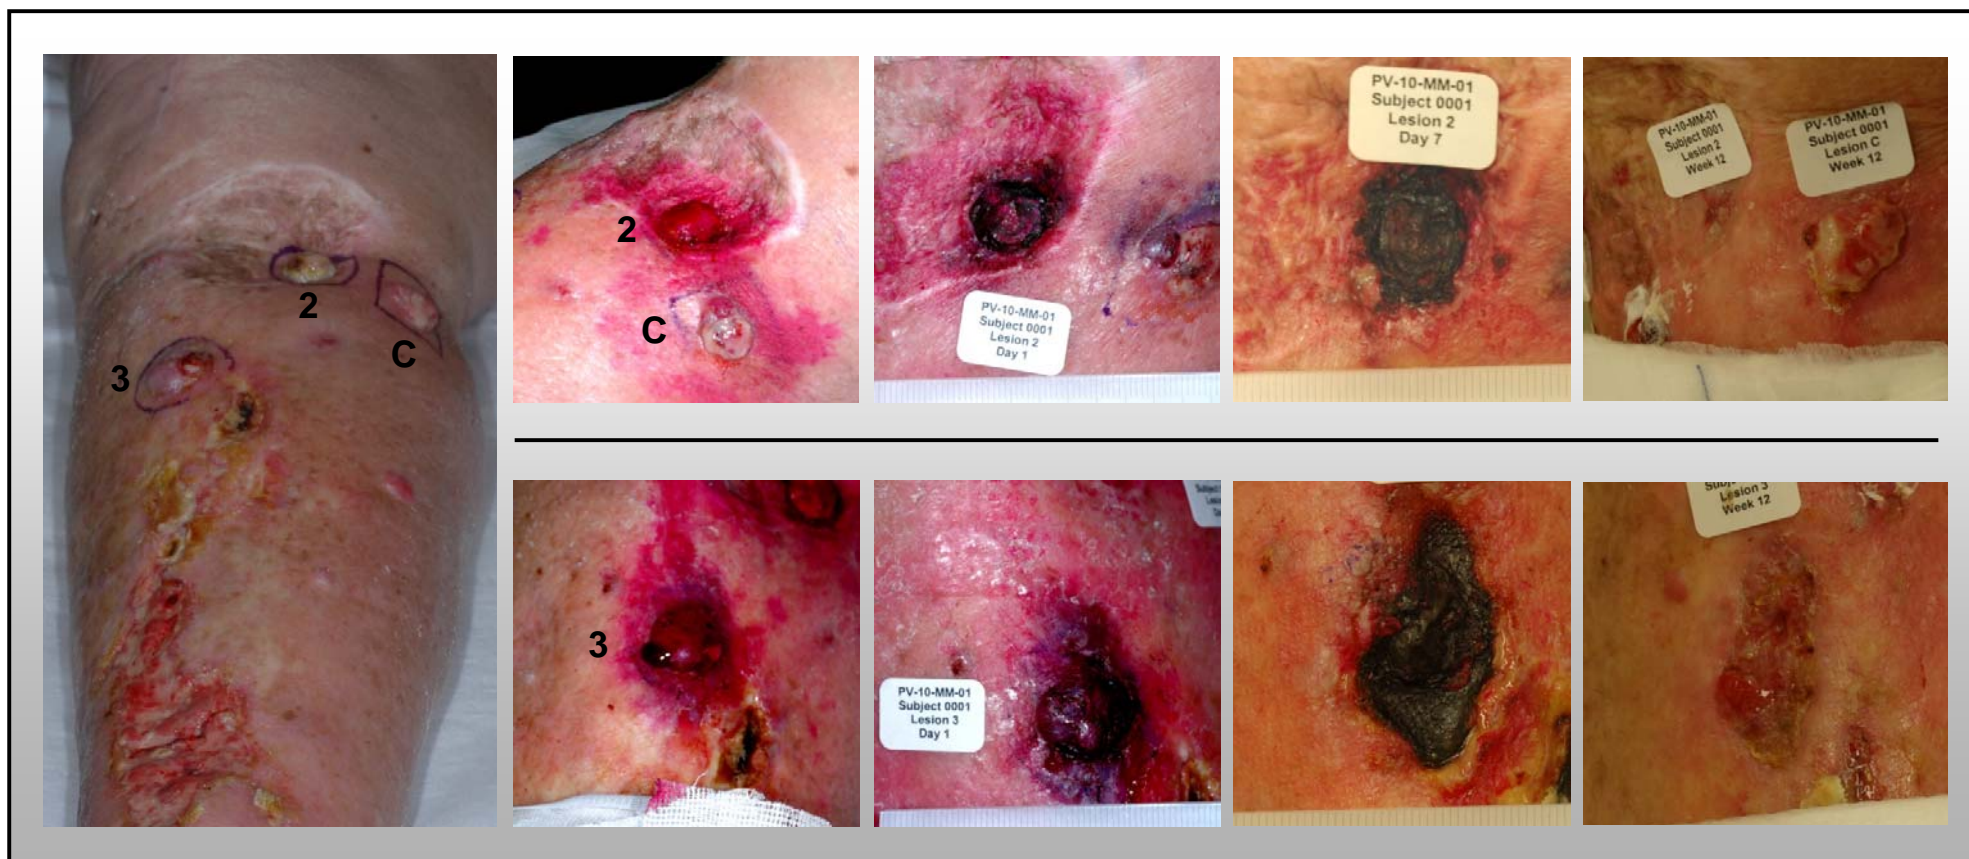 2
C
3
2
C
PV-10-MM-01
Subject 0001
Lesion 2
Day 1
PV-10-MM-01
Subject 0001
Lesion 2
Day 7
PV-10-MM-01
Subject 0001
Lesion 2
Week 12
PV-10-MM-01
Subject 0001
Lesion C
Week 12
3
PV-10-MM-01
Subject 0001
Lesion 3
Day 1
Lesion 3
Week 12